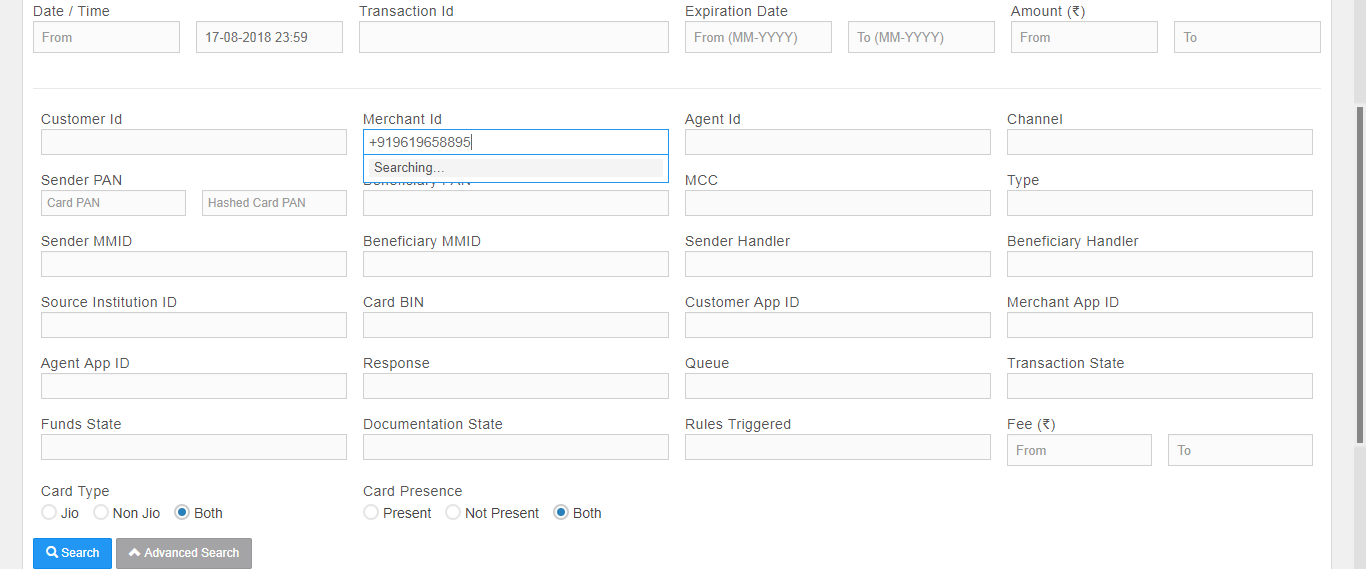 Date / Time Transaction Id Expiration Date Amount (₹)
From 17-08-2018 23:59 From (MM-YYYY) To (MM-YYYY) From To
Customer Id Merchant Id Agent Id Channel
+919619658895
Searching…
Sender PAN Beneficiary PAN MCC Type
Card PAN Hashed Card PAN
Sender MMID Beneficiary MMID Sender Handler Beneficiary Handler
Source Institution ID Card BIN Customer App ID Merchant App ID
Agent App ID Response Queue Transaction State
Funds State Documentation State Rules Triggered Fee (₹)
From To
Card Type Card Presence
Jio Non Jio Both Present Not Present Both
Search Advanced Search